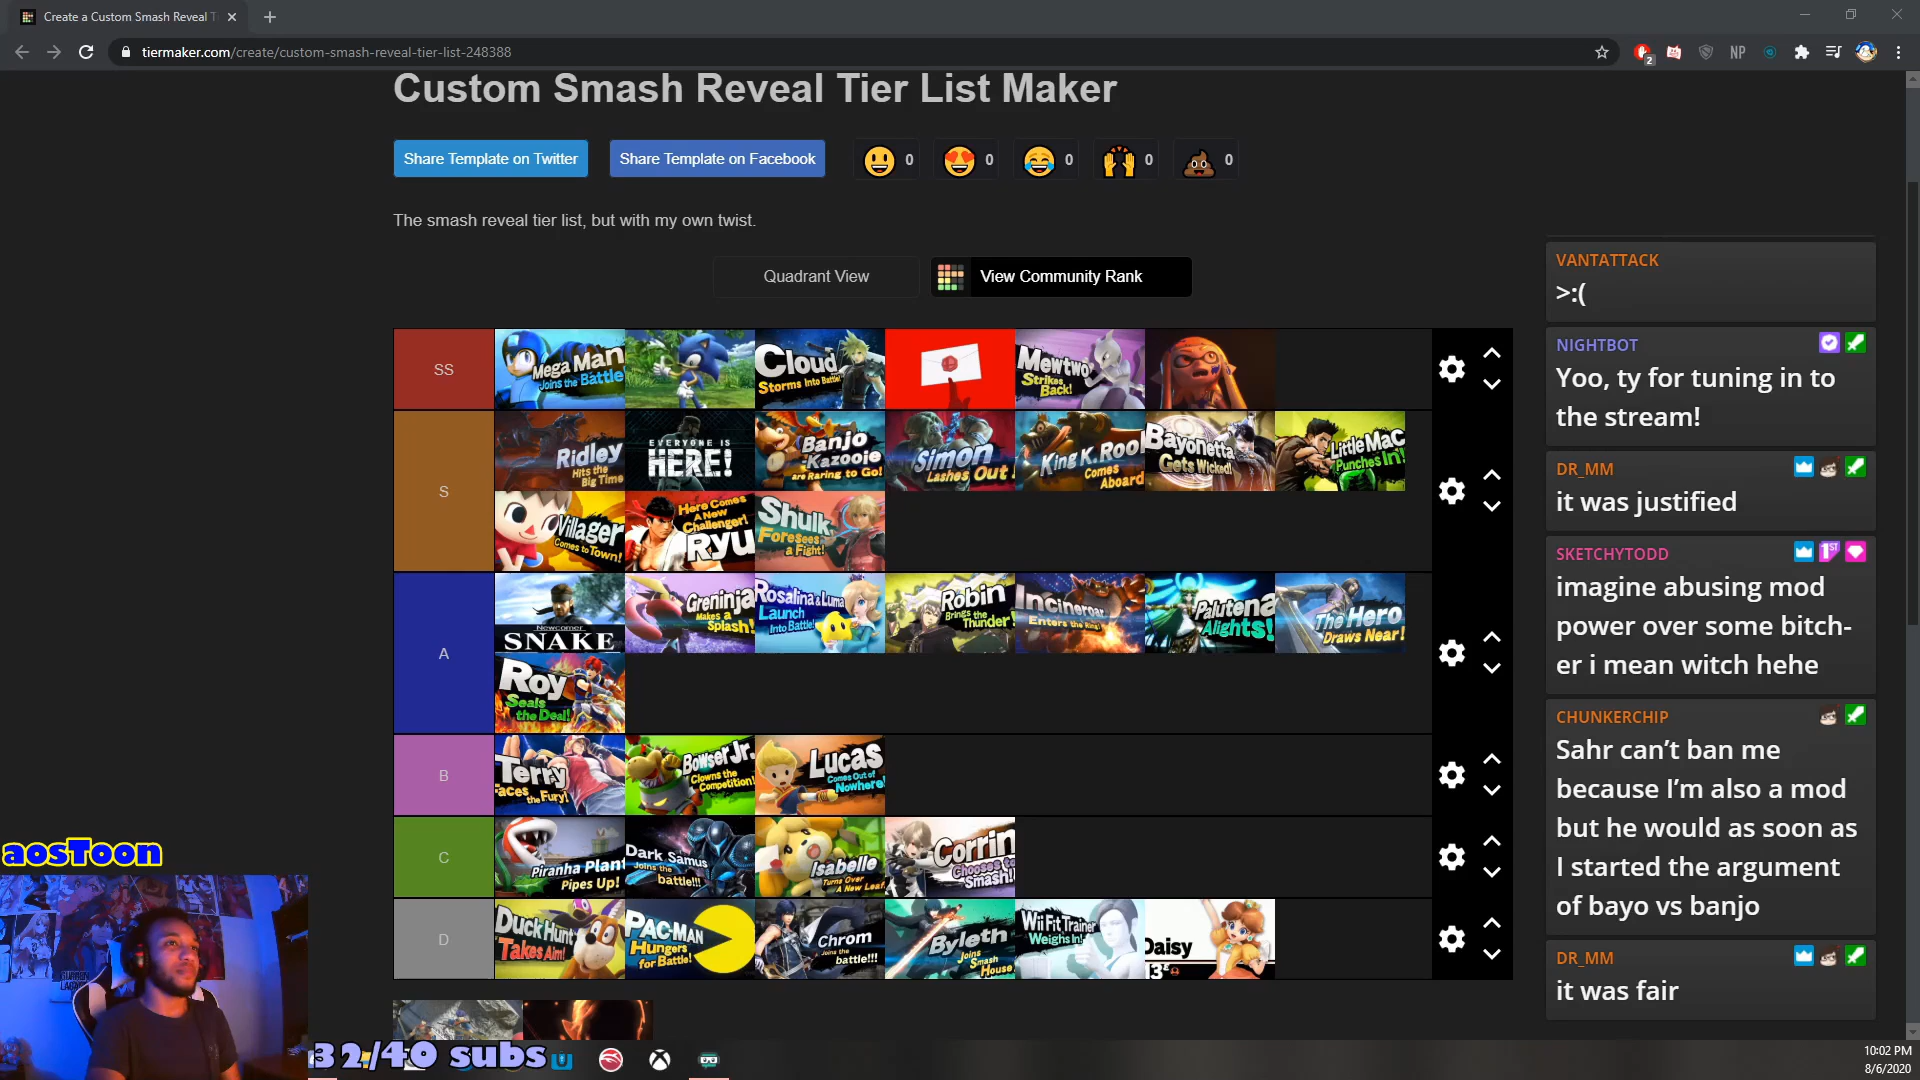 Create a Custom Smash Reveal T
tiermaker.com/create/custom-smash-reveal-tier-list-248388
2
NP
Custom Smash Reveal Tier List Maker
Share Template on Twitter
Share Template on Facebook
0
0
0
0
0
The smash reveal tier list, but with my own twist.
Quadrant View
View Community Rank
SS
Mega Man
Joins the Battle!
Cloud
Storms Into Battle!
Mewtwo
Strikes
Back!
S
Ridley
Hits the
Big Time
EVERYONE IS
HERE!
Banjo
Kazooie
are Raring to Go!
Simon
Lashes Out!
King K. Rool
Comes
Aboard
Bayonetta
Gets Wicked!
Little Mac
Punches In!
Villager
Comes to Town!
Here Comes
A New
Challenger!
Ryu
Shulk
Foresees
a Fight!
A
Newcomer
SNAKE
Greninja
Makes a
Splash!
Rosalina & Luma
Launch
Into Battle!
Robin
Brings the
Thunder!
Incineroar
Enters the Ring!
Palutena
Alights!
The Hero
Draws Near!
Roy
Seals
the Deal!
B
Terry
Faces the Fury!
Bowser Jr.
Clowns the
Competition!
Lucas
Comes Out of
Nowhere!
C
Piranha Plant
Pipes Up!
Dark Samus
Joins the
battle!!!
Isabelle
Turns Over
A New Leaf
Corrin
Chooses to
Smash!
D
Duck Hunt
Takes Aim!
PAC-MAN
Hungers
for Battle!
Chrom
Joins the
battle!!!
Byleth
Joins
Smash
House!
Wii Fit Trainer
Weighs In!
Daisy
13ε
VANTATTACK
>:(
NIGHTBOT
Yoo, ty for tuning in to
the stream!
DR_MM
it was justified
SKETCHYTODD
1ST
imagine abusing mod
power over some bitch-
er i mean witch hehe
CHUNKERCHIP
Sahr can't ban me
because I'm also a mod
but he would as soon as
I started the argument
of bayo vs banjo
DR_MM
it was fair
aosToon
32/40 subs
10:02 PM
8/6/2020